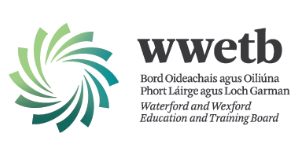 wwetb
Bord Oideachais agus Oiliúna
Phort Láirge agus Loch Garman
Waterford and Wexford
Education and Training Board